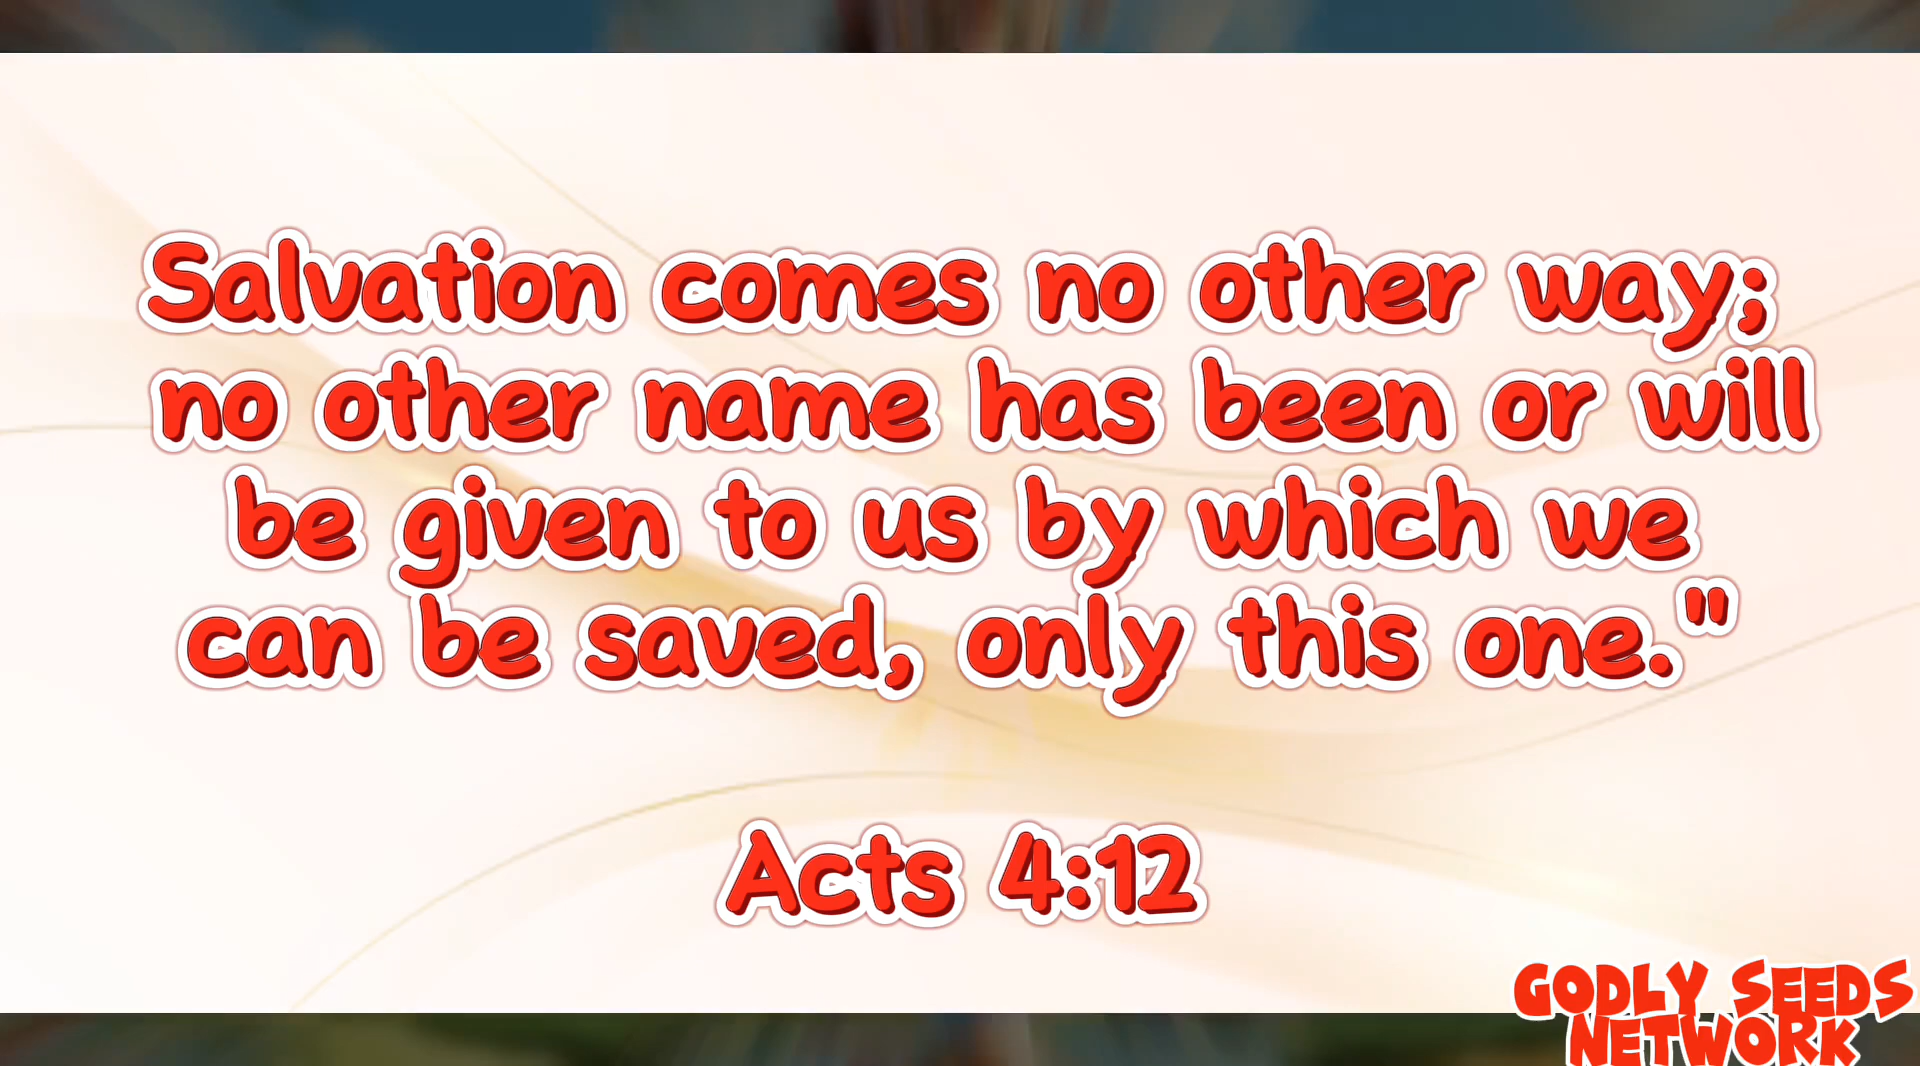 Salvation comes no other way;
no other name has been or will
be given to us by which we
can be saved, only this one."
Acts 4:12
GODLY SEEDS
NETWORK